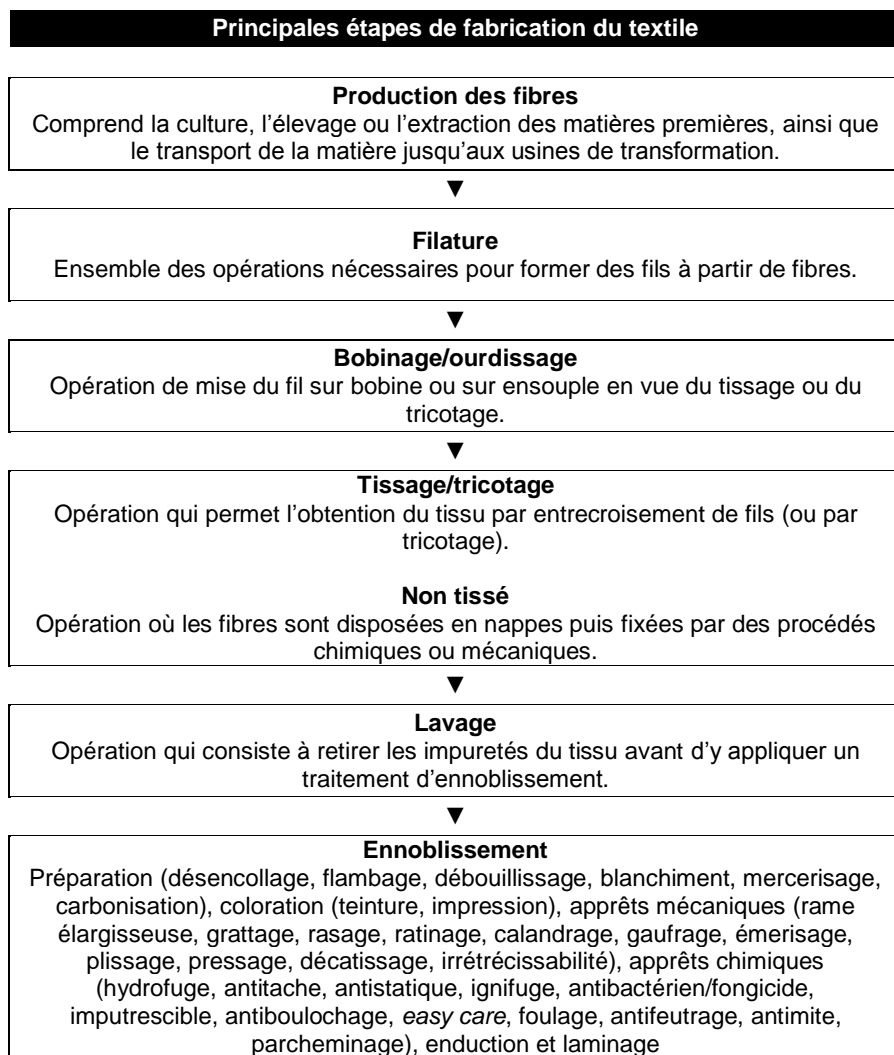 Principales étapes de fabrication du textile
Production des fibres
Comprend la culture, l’élevage ou l’extraction des matières premières, ainsi que
le transport de la matière jusqu’aux usines de transformation.
▼
Filature
Ensemble des opérations nécessaires pour former des fils à partir de fibres.
▼
Bobinage/ourdissage
Opération de mise du fil sur bobine ou sur ensouple en vue du tissage ou du
tricotage.
▼
Tissage/tricotage
Opération qui permet l’obtention du tissu par entrecroisement de fils (ou par
tricotage).
Non tissé
Opération où les fibres sont disposées en nappes puis fixées par des procédés
chimiques ou mécaniques.
▼
Lavage
Opération qui consiste à retirer les impuretés du tissu avant d’y appliquer un
traitement d’ennoblissement.
▼
Ennoblissement
Préparation (désencollage, flambage, débouillissage, blanchiment, mercerisage,
carbonisation), coloration (teinture, impression), apprêts mécaniques (rame
élargisseuse, grattage, rasage, ratinage, calandrage, gaufrage, émerisage,
plissage, pressage, décatissage, irrétrécissabilité), apprêts chimiques
(hydrofuge, antitache, antistatique, ignifuge, antibactérien/fongicide,
imputrescible, antiboulochage, easy care, foulage, antifeutrage, antimite,
parcheminage), enduction et laminage